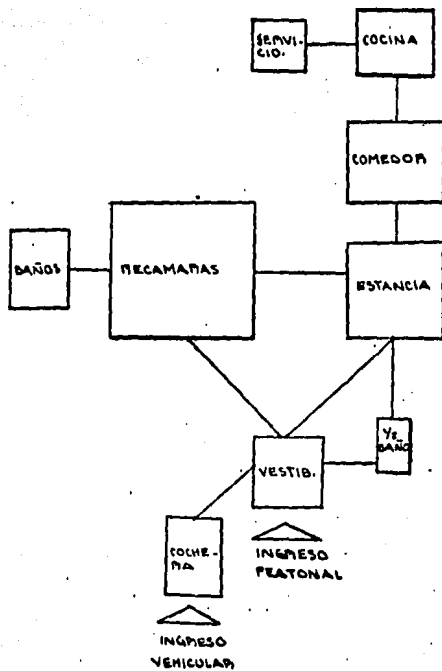 SERVI-
CIO.
COCINA
COMEDOR
BAÑOS
RECAMARAS
ESTANCIA
½
BAÑO
VESTIB.
COCHE-
RA
INGRESO
PEATONAL
INGRESO
VEHICULAR